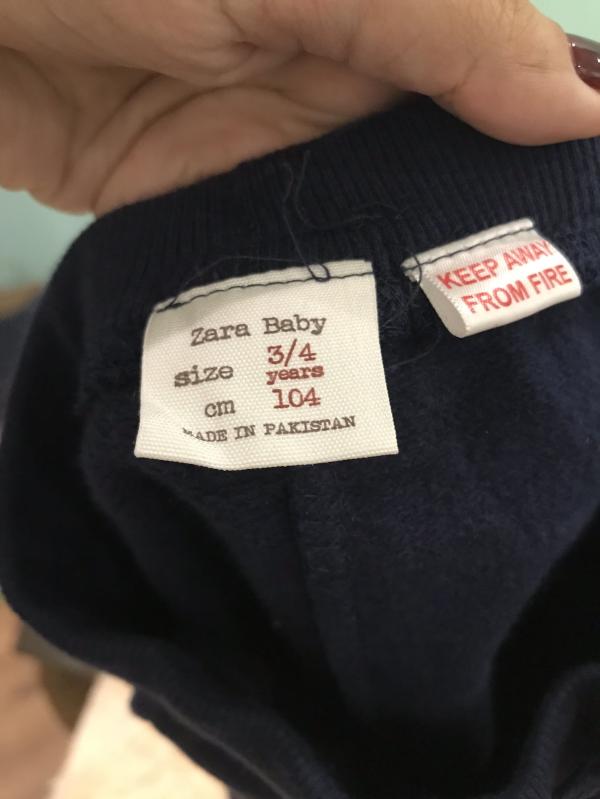 Zara Baby
size 3/4 years
cm 104
MADE IN PAKISTAN
KEEP AWAY
FROM FIRE